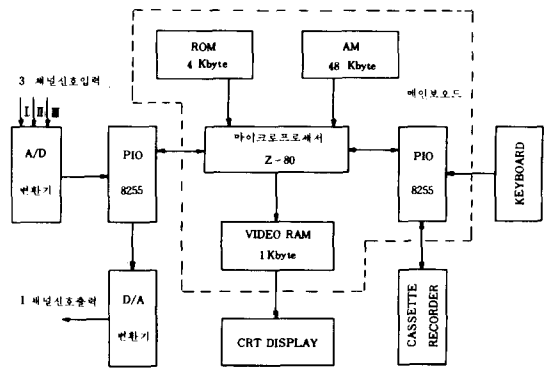 ROM
4 Kbyte
AM
48 Kbyte
3 채널신호입력
I II III
메인보오드
A/D
변환기
PIO
8255
마이크로프로세서
Z-80
PIO
8255
KEYBOARD
VIDEO RAM
1 Kbyte
1 채널신호출력
D/A
변환기
CRT DISPLAY
CASSETTE
RECORDER